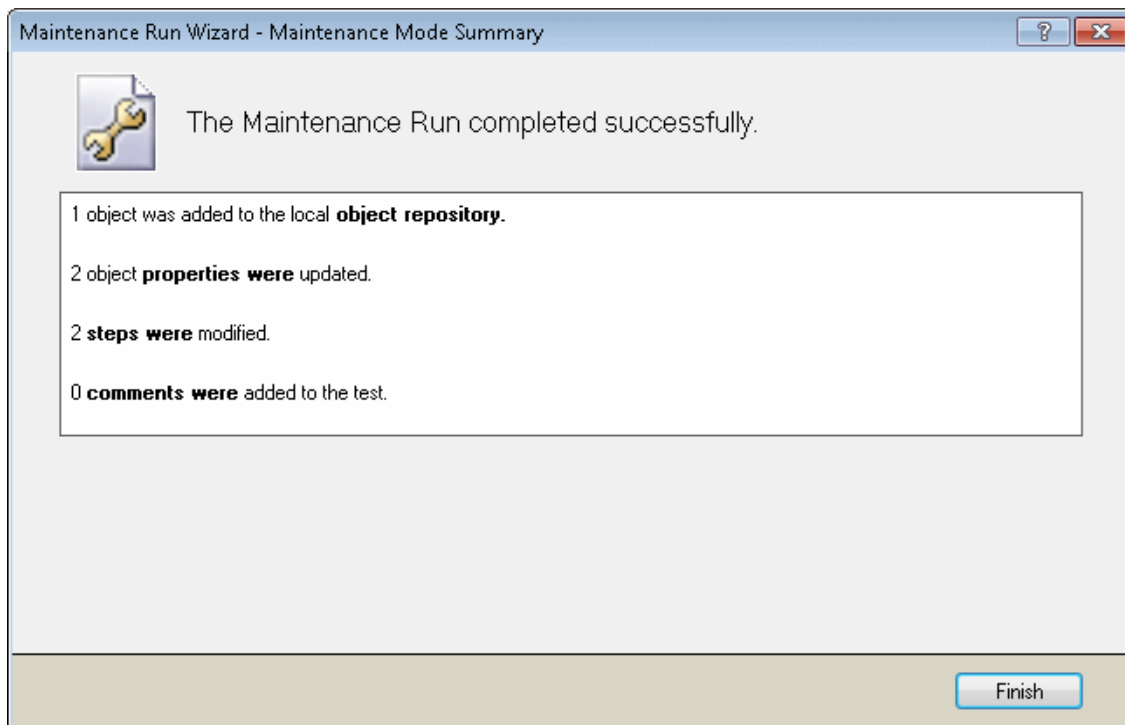 Maintenance Run Wizard - Maintenance Mode Summary
?
The Maintenance Run completed successfully.
1 object was added to the local object repository.
2 object properties were updated.
2 steps were modified.
0 comments were added to the test.
Finish